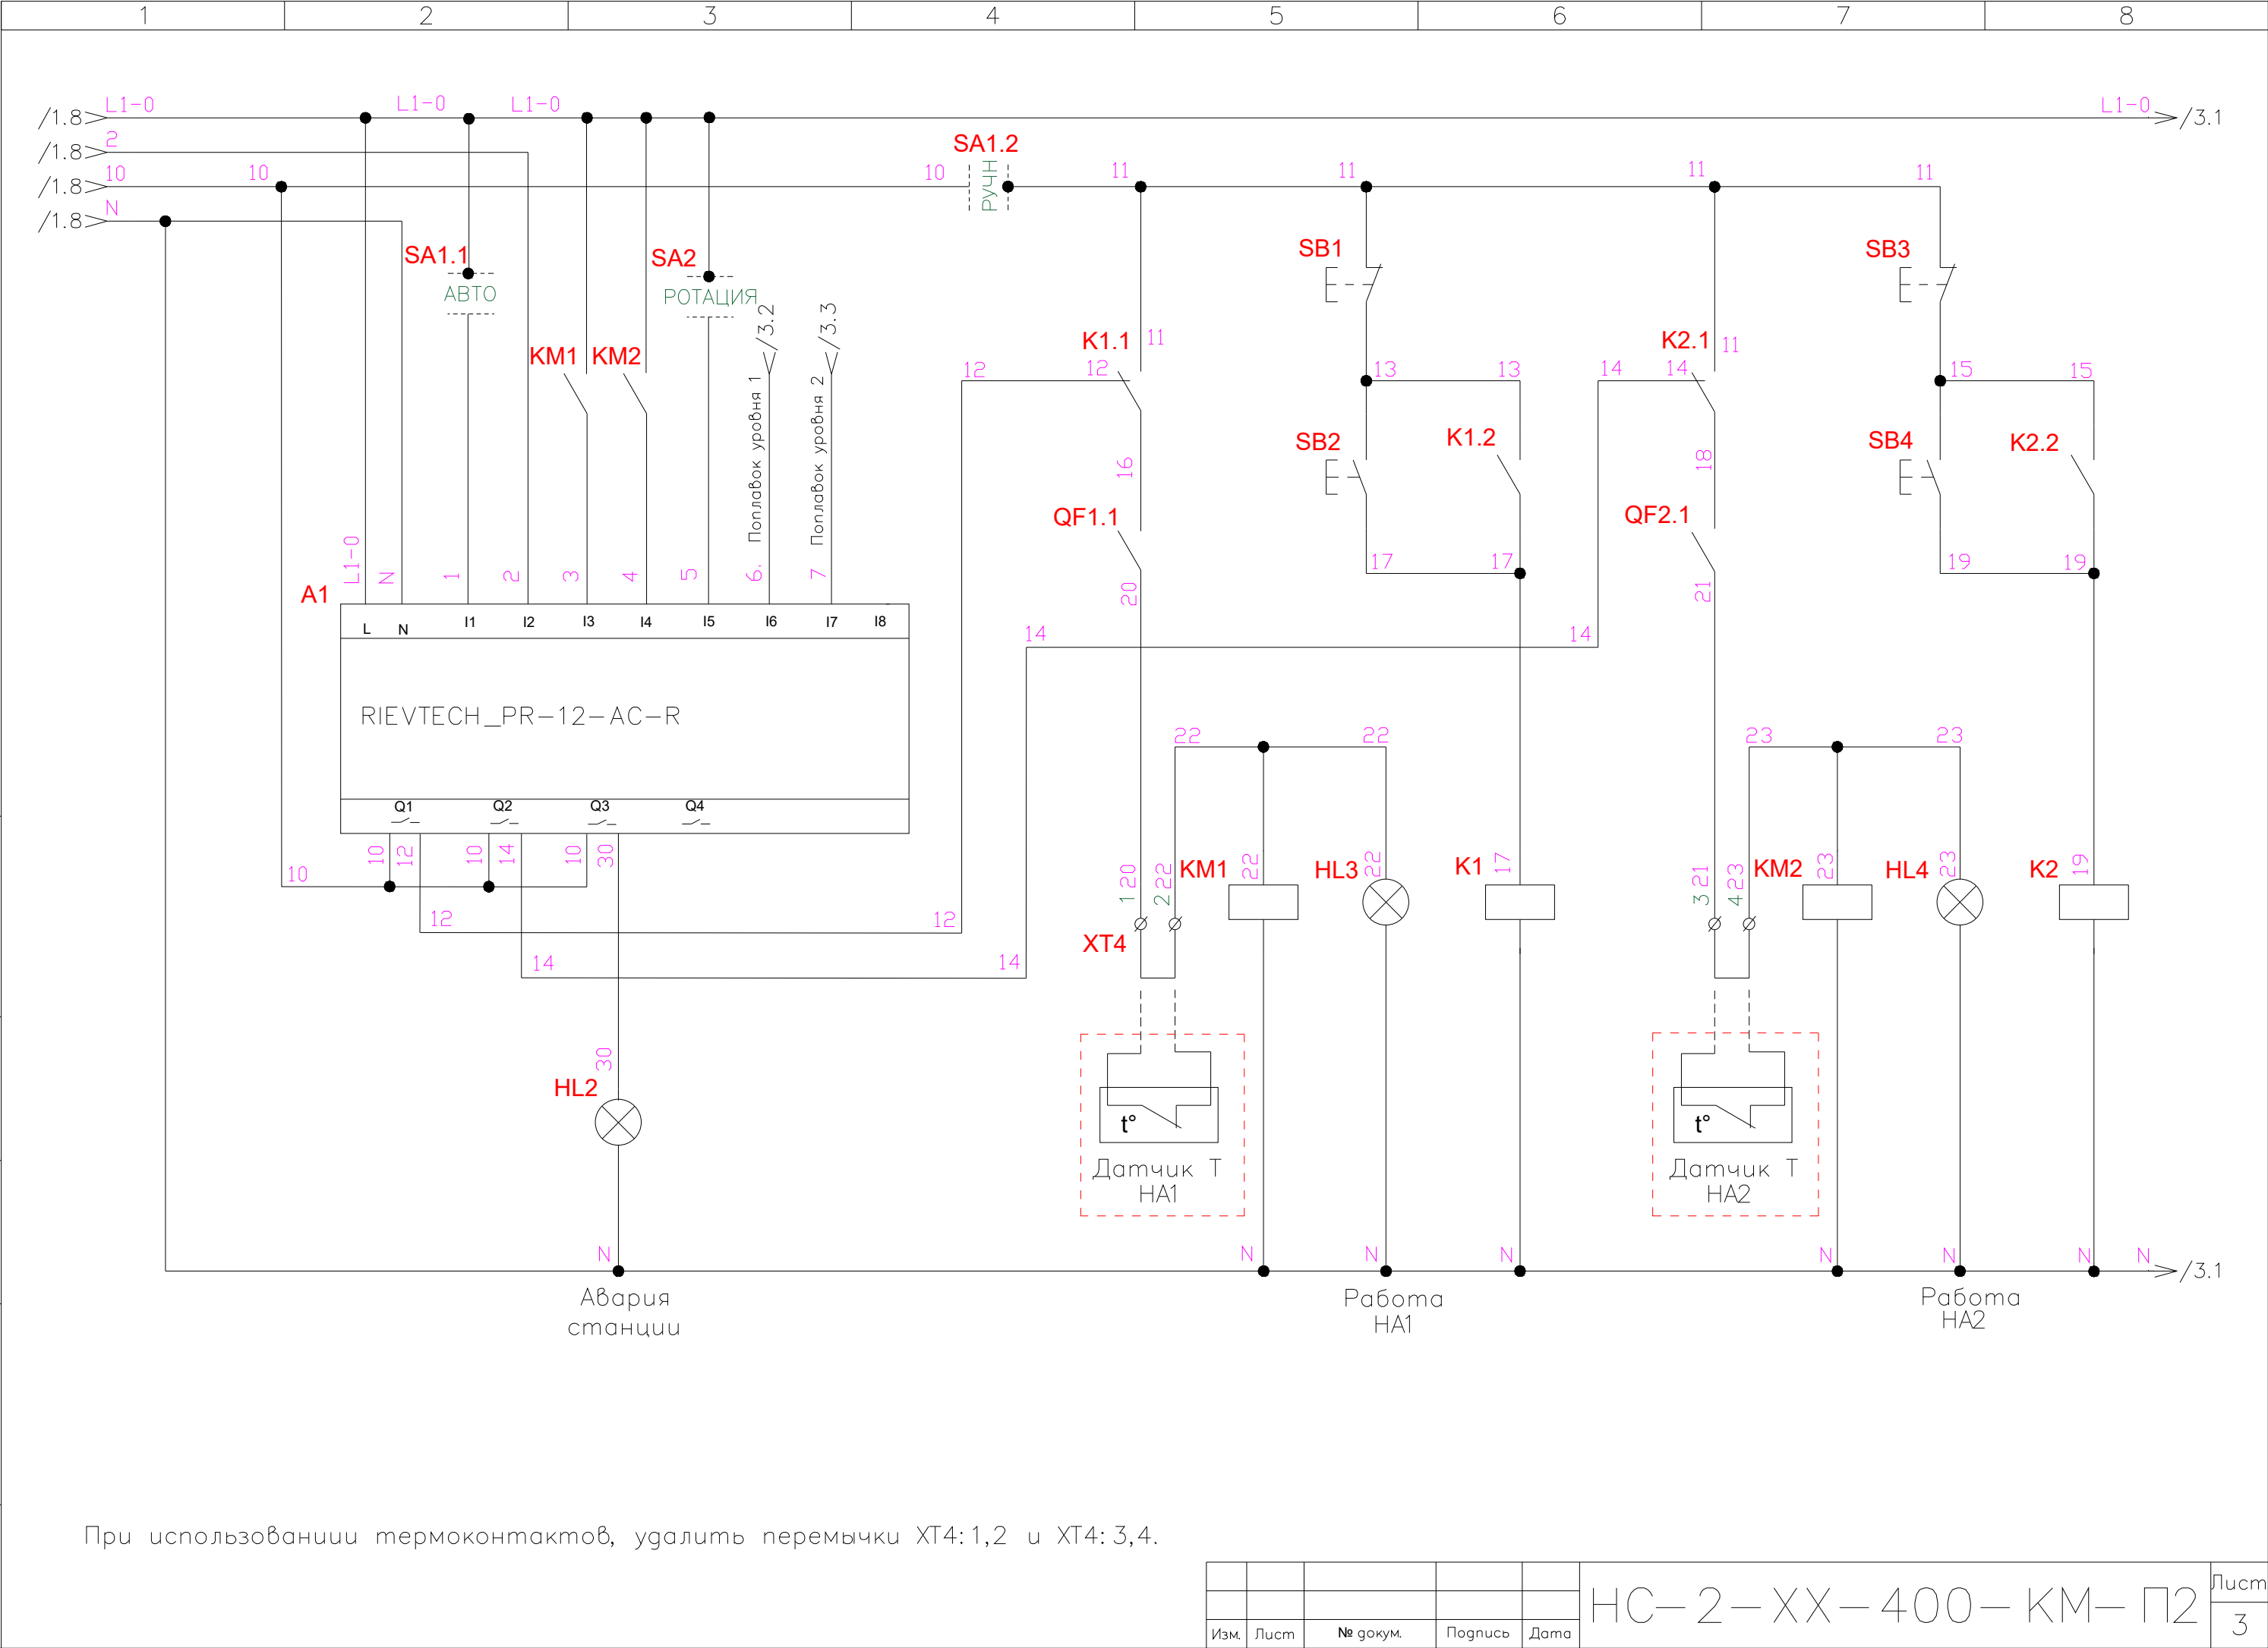 1 2 3 4 5 6 7 8
/1.8 L1-0 L1-0 L1-0 L1-0 /3.1
/1.8 2
/1.8 10 10 10 SA1.2 РУЧН 11 11 11 11
/1.8 N
SA1.1 SA2 SB1 SB3
АВТО РОТАЦИЯ
/3.2 /3.3
KM1 KM2 K1.1 11 K2.1 11
12 12 13 13 14 14 15 15
Поплавок уровня 1
Поплавок уровня 2
SB2 K1.2 SB4 K2.2
16 18
QF1.1 QF2.1
L1-0 N 1 2 3 4 5 6. 7
17 17 19 19
A1 20 21
L N I1 I2 I3 I4 I5 I6 I7 I8
14 14
RIEVTECH_PR-12-AC-R
22 22 23 23
Q1 Q2 Q3 Q4
10 12 10 14 10 30
10
1 20 2 22 KM1 22 HL3 22 K1 17 3 21 4 23 KM2 23 HL4 23 K2 19
12 12
XT4
14 14
30
HL2
t° t°
Датчик Т
НА1
Датчик Т
НА2
N N N N N N N N /3.1
Авария
станции
Работа
НА1
Работа
НА2
При использованиии термоконтактов, удалить перемычки XT4:1,2 и XT4:3,4.
НС-2-XX-400-КМ-П2
Лист
3
Изм. Лист № докум. Подпись Дата